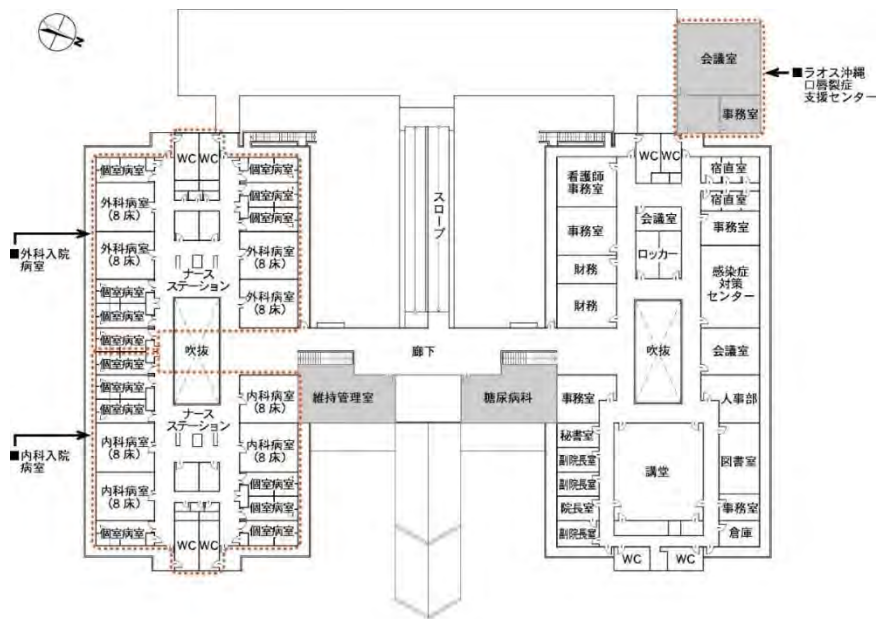 N
会議室
事務室
■ラオス沖縄
口唇裂症
支援センター
WC
WC
個室病室
個室病室
外科病室
(8床)
個室病室
個室病室
外科病室
(8床)
外科病室
(8床)
ナース
ステーション
個室病室
個室病室
外科病室
(8床)
個室病室
■外科入院
病室
吹抜
個室病室
個室病室
個室病室
内科病室
(8床)
ナース
ステーション
内科病室
(8床)
内科病室
(8床)
内科病室
(8床)
個室病室
個室病室
個室病室
個室病室
WC
WC
■内科入院
病室
スロープ
廊下
維持管理室
糖尿病科
WC
WC
看護師
事務室
宿直室
宿直室
会議室
事務室
事務室
ロッカー
財務
財務
感染症
対策
センター
吹抜
会議室
事務室
人事部
秘書室
副院長室
副院長室
院長室
副院長室
講堂
図書室
事務室
倉庫
WC
WC